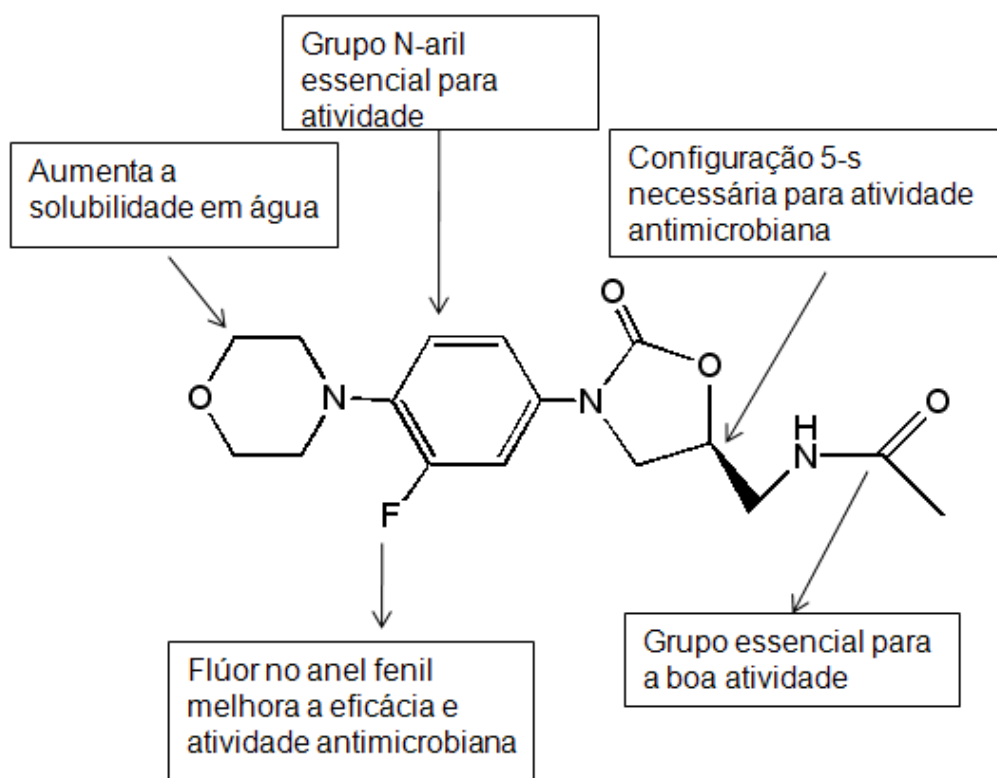 Grupo N-aril
essencial para
atividade
Aumenta a
solubilidade em água
Configuração 5-s
necessária para atividade
antimicrobiana
O
O
O
N
N
H
N
O
F
Grupo essencial para
a boa atividade
Flúor no anel fenil
melhora a eficácia e
atividade antimicrobiana